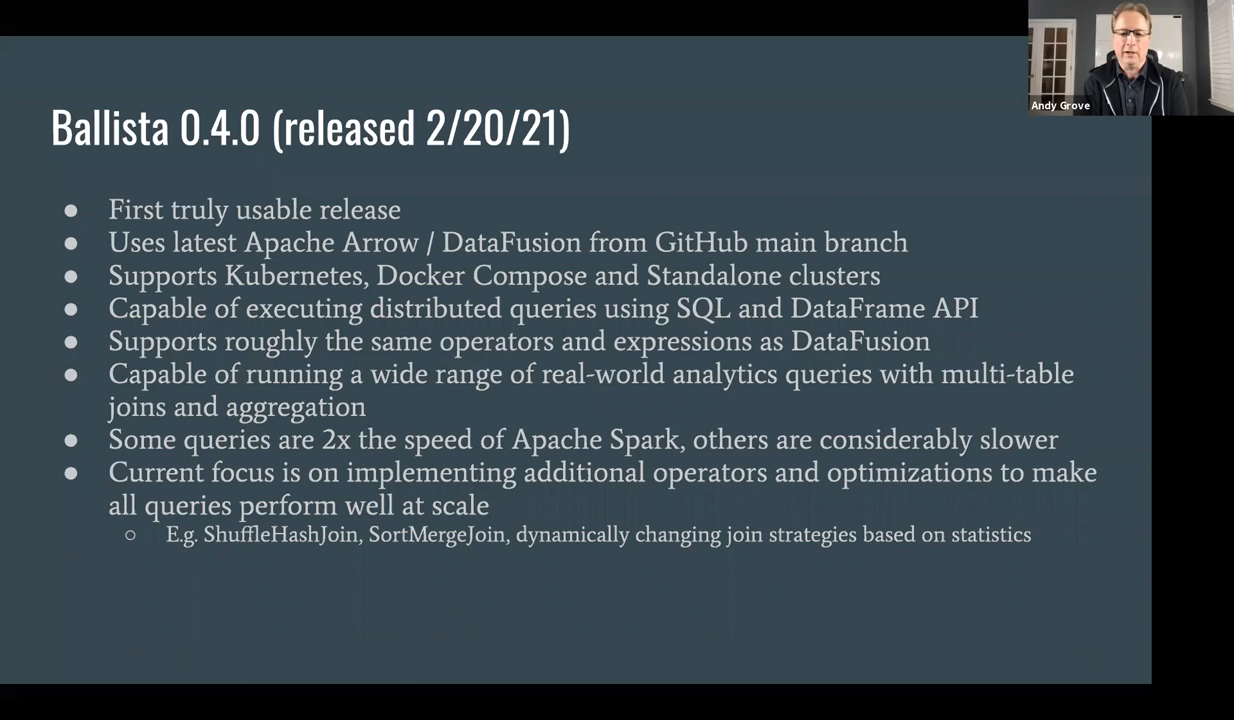 Andy Grove
Ballista 0.4.0 (released 2/20/21)
● First truly usable release
● Uses latest Apache Arrow / DataFusion from GitHub main branch
● Supports Kubernetes, Docker Compose and Standalone clusters
● Capable of executing distributed queries using SQL and DataFrame API
● Supports roughly the same operators and expressions as DataFusion
● Capable of running a wide range of real-world analytics queries with multi-table
joins and aggregation
● Some queries are 2x the speed of Apache Spark, others are considerably slower
● Current focus is on implementing additional operators and optimizations to make
all queries perform well at scale
○ E.g. ShuffleHashJoin, SortMergeJoin, dynamically changing join strategies based on statistics